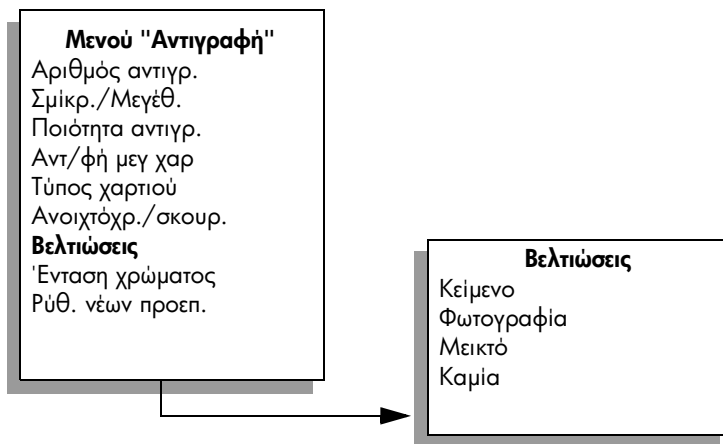 Μενού "Αντιγραφή"
Αριθμός αντιγρ.
Σμίκρ./Μεγέθ.
Ποιότητα αντιγρ.
Αντ/φή μεγ χαρ
Τύπος χαρτιού
Ανοιχτόχρ./σκουρ.
Βελτιώσεις
Ένταση χρώματος
Ρύθ. νέων προεπ.
Βελτιώσεις
Κείμενο
Φωτογραφία
Μεικτό
Καμία